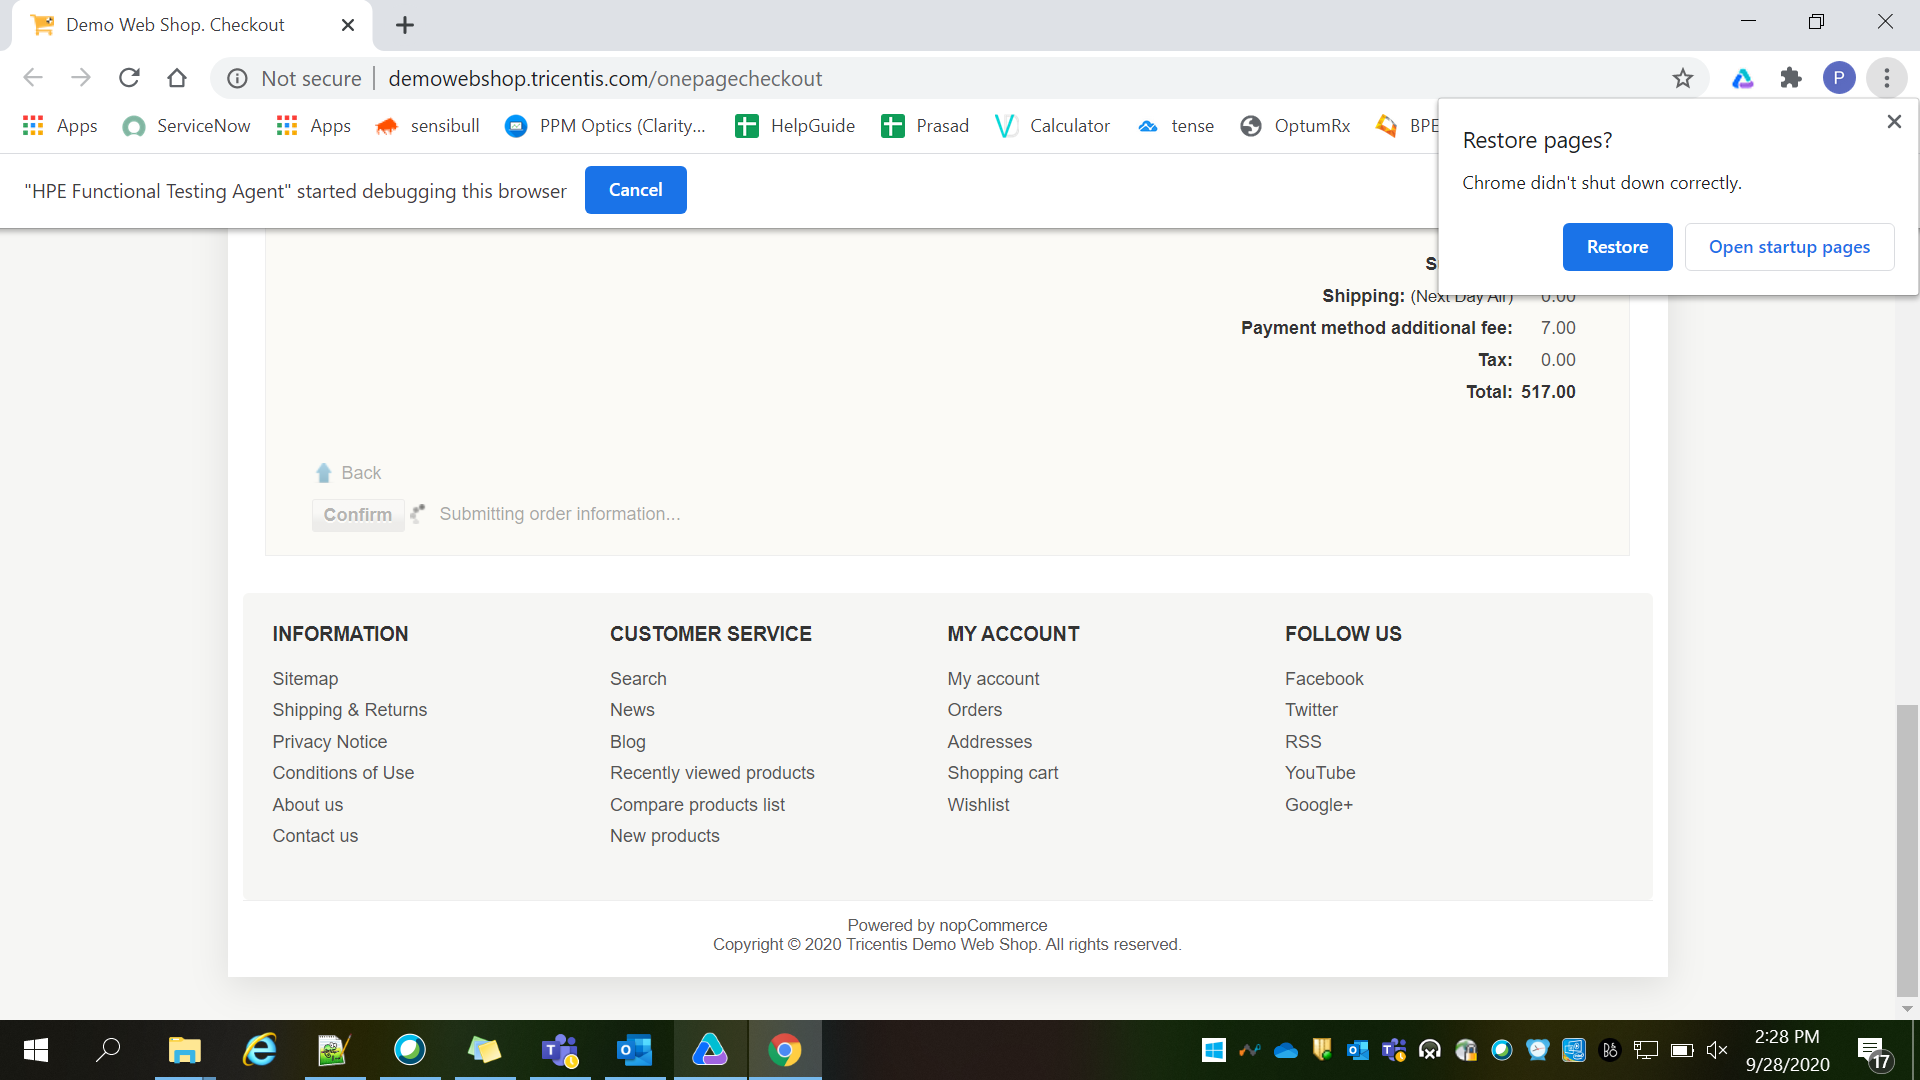 Demo Web Shop. Checkout
Not secure
demowebshop.tricentis.com/onepagecheckout
P
Apps
ServiceNow
Apps
sensibull
PPM Optics (Clarity...
HelpGuide
Prasad
Calculator
tense
OptumRx
BPE
Restore pages?
Chrome didn't shut down correctly.
Restore
Open startup pages
"HPE Functional Testing Agent" started debugging this browser
Cancel
Shipping: (Next Day Air) 0.00
Payment method additional fee: 7.00
Tax: 0.00
Total: 517.00
Back
Confirm
Submitting order information...
INFORMATION
Sitemap
Shipping & Returns
Privacy Notice
Conditions of Use
About us
Contact us
CUSTOMER SERVICE
Search
News
Blog
Recently viewed products
Compare products list
New products
MY ACCOUNT
My account
Orders
Addresses
Shopping cart
Wishlist
FOLLOW US
Facebook
Twitter
RSS
YouTube
Google+
Powered by nopCommerce
Copyright © 2020 Tricentis Demo Web Shop. All rights reserved.
2:28 PM
9/28/2020
17